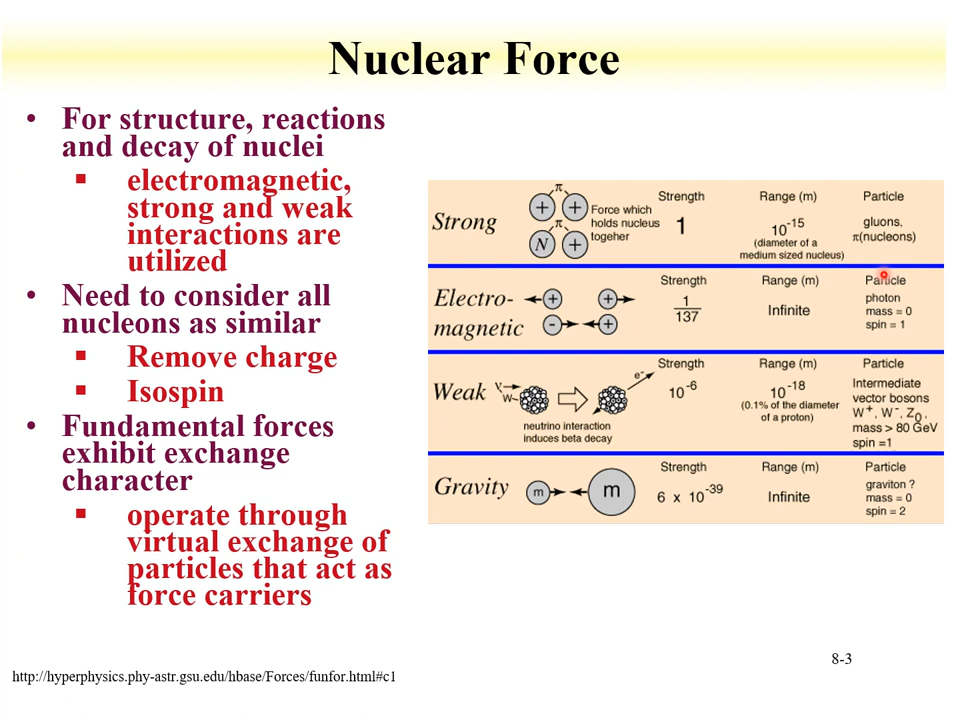 Nuclear Force
• For structure, reactions
and decay of nuclei
▪ electromagnetic,
strong and weak
interactions are
utilized
• Need to consider all
nucleons as similar
▪ Remove charge
▪ Isospin
• Fundamental forces
exhibit exchange
character
▪ operate through
virtual exchange of
particles that act as
force carriers
Strong
π
+ +
π
N +
Force which
holds nucleus
togeher
Strength
1
Range (m)
10^-15
(diameter of a
medium sized nucleus)
Particle
gluons,
π(nucleons)
Electro-
magnetic
+ +
- +
Strength
1
137
Range (m)
Infinite
Particle
photon
mass = 0
spin = 1
Weak
ν
W
e-
neutrino interaction
induces beta decay
Strength
10^-6
Range (m)
10^-18
(0.1% of the diameter
of a proton)
Particle
Intermediate
vector bosons
W+, W-, Z0,
mass > 80 GeV
spin =1
Gravity
m m
Strength
6 x 10^-39
Range (m)
Infinite
Particle
graviton ?
mass = 0
spin = 2
8-3
http://hyperphysics.phy-astr.gsu.edu/hbase/Forces/funfor.html#c1